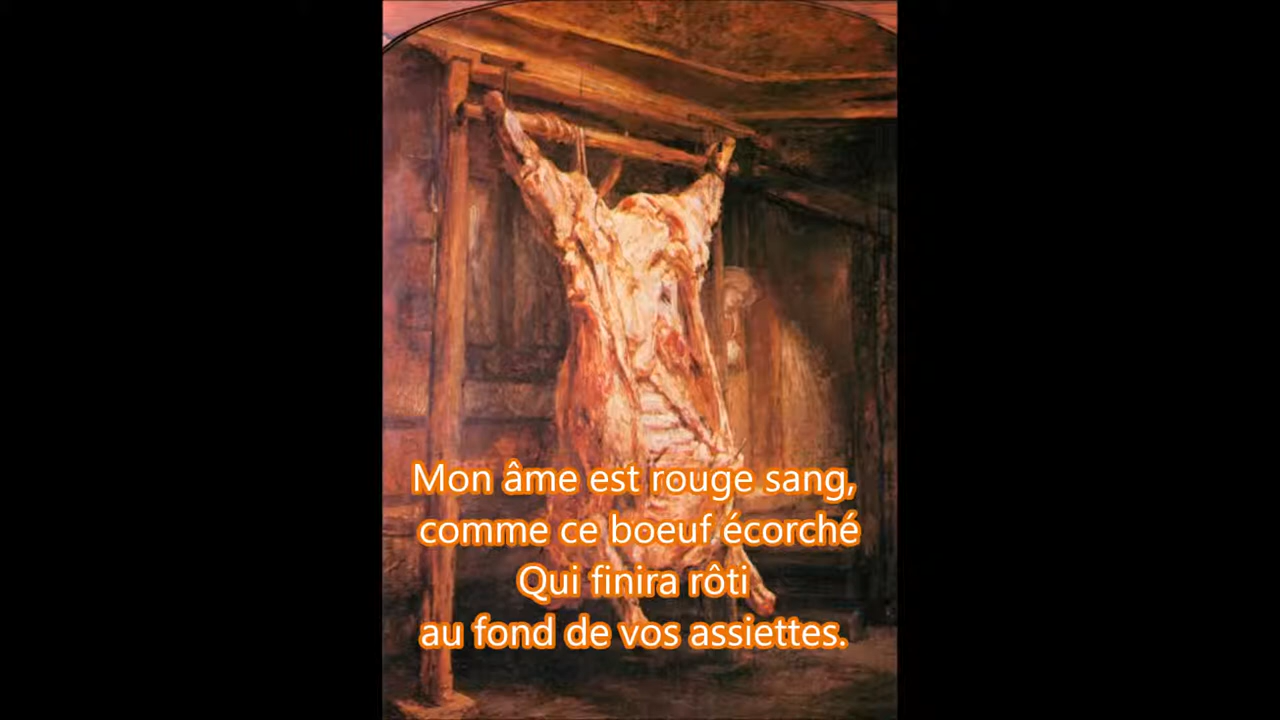 Mon âme est rouge sang,
comme ce boeuf écorché
Qui finira rôti
au fond de vos assiettes.